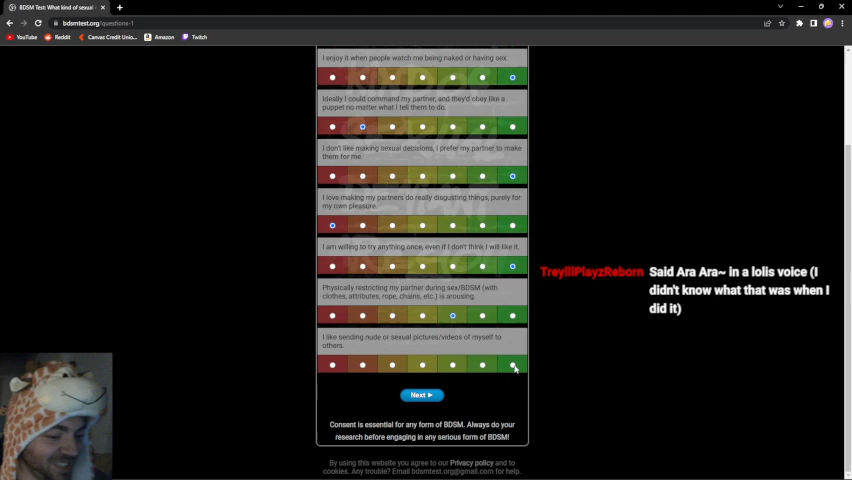 BDSM Test: What kind of sexual
bdsmtest.org/questions-1
YouTube Reddit Canvas Credit Unio... Amazon Twitch
I enjoy it when people watch me being naked or having sex.
Ideally I could command my partner, and they'd obey like a
puppet no matter what I tell them to do.
I don't like making sexual decisions, I prefer my partner to make
them for me.
I love making my partners do really disgusting things, purely for
my own pleasure.
I am willing to try anything once, even if I don't think I will like it.
Physically restricting my partner during sex/BDSM (with
clothes, attributes, rope, chains, etc.) is arousing.
I like sending nude or sexual pictures/videos of myself to
others.
Next
Consent is essential for any form of BDSM. Always do your
research before engaging in any serious form of BDSM!
By using this website you agree to our Privacy policy and to
cookies. Any trouble? Email bdsmtest.org@gmail.com for help.
Said Ara Ara~ in a lolis voice (I
didn't know what that was when I
did it)